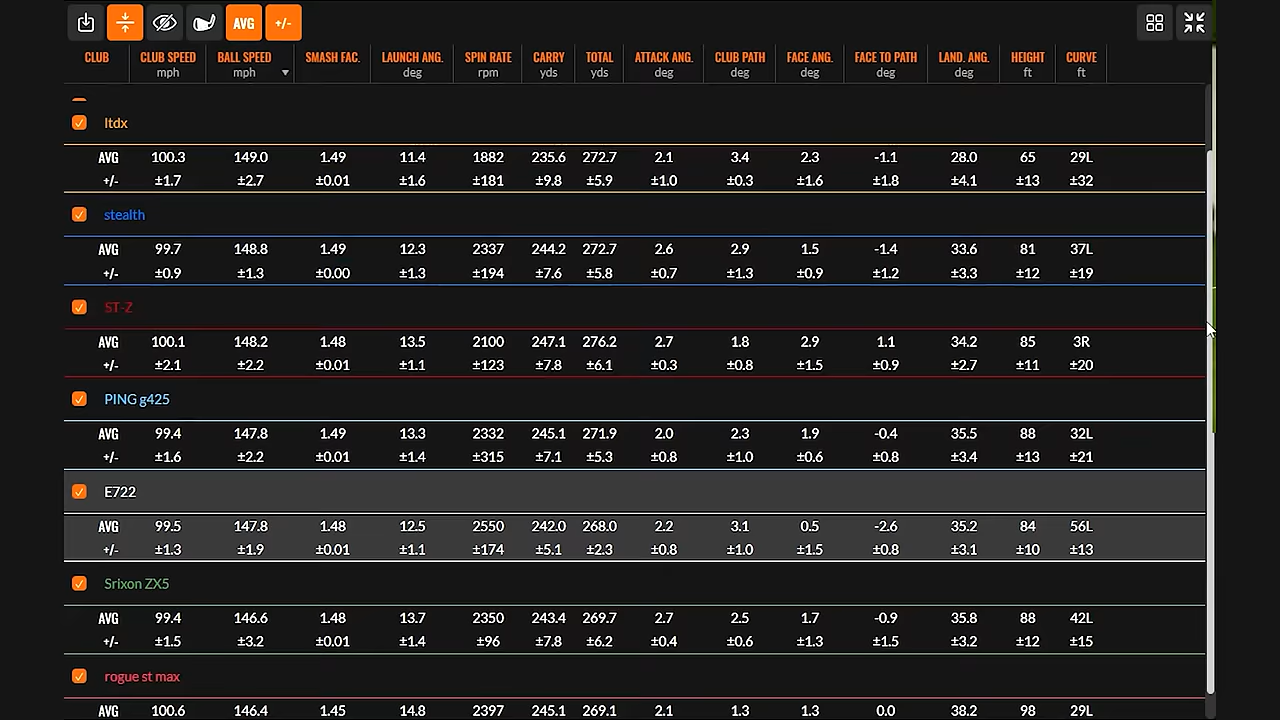 AVG +/-
CLUB CLUB SPEED BALL SPEED SMASH FAC. LAUNCH ANG. SPIN RATE CARRY TOTAL ATTACK ANG. CLUB PATH FACE ANG. FACE TO PATH LAND. ANG. HEIGHT CURVE
mph mph deg rpm yds yds deg deg deg deg deg ft ft
ltdx
AVG 100.3 149.0 1.49 11.4 1882 235.6 272.7 2.1 3.4 2.3 -1.1 28.0 65 29L
+/- ±1.7 ±2.7 ±0.01 ±1.6 ±181 ±9.8 ±5.9 ±1.0 ±0.3 ±1.6 ±1.8 ±4.1 ±13 ±32
stealth
AVG 99.7 148.8 1.49 12.3 2337 244.2 272.7 2.6 2.9 1.5 -1.4 33.6 81 37L
+/- ±0.9 ±1.3 ±0.00 ±1.3 ±194 ±7.6 ±5.8 ±0.7 ±1.3 ±0.9 ±1.2 ±3.3 ±12 ±19
ST-Z
AVG 100.1 148.2 1.48 13.5 2100 247.1 276.2 2.7 1.8 2.9 1.1 34.2 85 3R
+/- ±2.1 ±2.2 ±0.01 ±1.1 ±123 ±7.8 ±6.1 ±0.3 ±0.8 ±1.5 ±0.9 ±2.7 ±11 ±20
PING g425
AVG 99.4 147.8 1.49 13.3 2332 245.1 271.9 2.0 2.3 1.9 -0.4 35.5 88 32L
+/- ±1.6 ±2.2 ±0.01 ±1.4 ±315 ±7.1 ±5.3 ±0.8 ±1.0 ±0.6 ±0.8 ±3.4 ±13 ±21
E722
AVG 99.5 147.8 1.48 12.5 2550 242.0 268.0 2.2 3.1 0.5 -2.6 35.2 84 56L
+/- ±1.3 ±1.9 ±0.01 ±1.1 ±174 ±5.1 ±2.3 ±0.8 ±1.0 ±1.5 ±0.8 ±3.1 ±10 ±13
Srixon ZX5
AVG 99.4 146.6 1.48 13.7 2350 243.4 269.7 2.7 2.5 1.7 -0.9 35.8 88 42L
+/- ±1.5 ±3.2 ±0.01 ±1.4 ±96 ±7.8 ±6.2 ±0.4 ±0.6 ±1.3 ±1.5 ±3.2 ±12 ±15
rogue st max
AVG 100.6 146.4 1.45 14.8 2397 245.1 269.1 2.1 1.3 1.3 0.0 38.2 98 29L